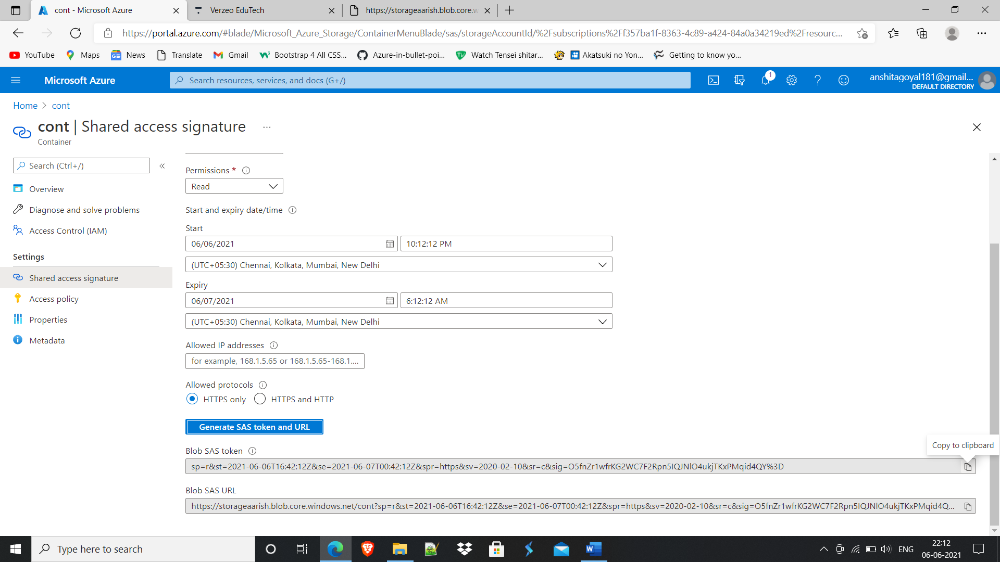 cont - Microsoft Azure
Verzeo EduTech
https://storageaarish.blob.core.w
https://portal.azure.com/#blade/Microsoft_Azure_Storage/ContainerMenuBlade/sas/storageAccountId/%2Fsubscriptions%2Ff357ba1f-8363-4c89-a424-84a0a34219ed%2Fresourc...
YouTube
Maps
News
Translate
Gmail
Bootstrap 4 All CSS...
Azure-in-bullet-poi...
Watch Tensei shitar...
Akatsuki no Yon...
Getting to know yo...
Microsoft Azure
Search resources, services, and docs (G+/)
1
anshitagoyal181@gmail....
DEFAULT DIRECTORY
Home > cont
cont | Shared access signature ...
Container
Search (Ctrl+/)
«
Overview
Diagnose and solve problems
Access Control (IAM)
Settings
Shared access signature
Access policy
Properties
Metadata
Permissions *
Read
Start and expiry date/time
Start
06/06/2021
10:12:12 PM
(UTC+05:30) Chennai, Kolkata, Mumbai, New Delhi
Expiry
06/07/2021
6:12:12 AM
(UTC+05:30) Chennai, Kolkata, Mumbai, New Delhi
Allowed IP addresses
for example, 168.1.5.65 or 168.1.5.65-168.1....
Allowed protocols
HTTPS only
HTTPS and HTTP
Generate SAS token and URL
Copy to clipboard
Blob SAS token
sp=r&st=2021-06-06T16:42:12Z&se=2021-06-07T00:42:12Z&spr=https&sv=2020-02-10&sr=c&sig=O5fnZr1wfrKG2WC7F2Rpn5IQJNlO4ukjTKxPMqid4QY%3D
Blob SAS URL
https://storageaarish.blob.core.windows.net/cont?sp=r&st=2021-06-06T16:42:12Z&se=2021-06-07T00:42:12Z&spr=https&sv=2020-02-10&sr=c&sig=O5fnZr1wfrKG2WC7F2Rpn5IQJNlO4ukjTKxPMqid4Q...
Type here to search
ENG
22:12
06-06-2021